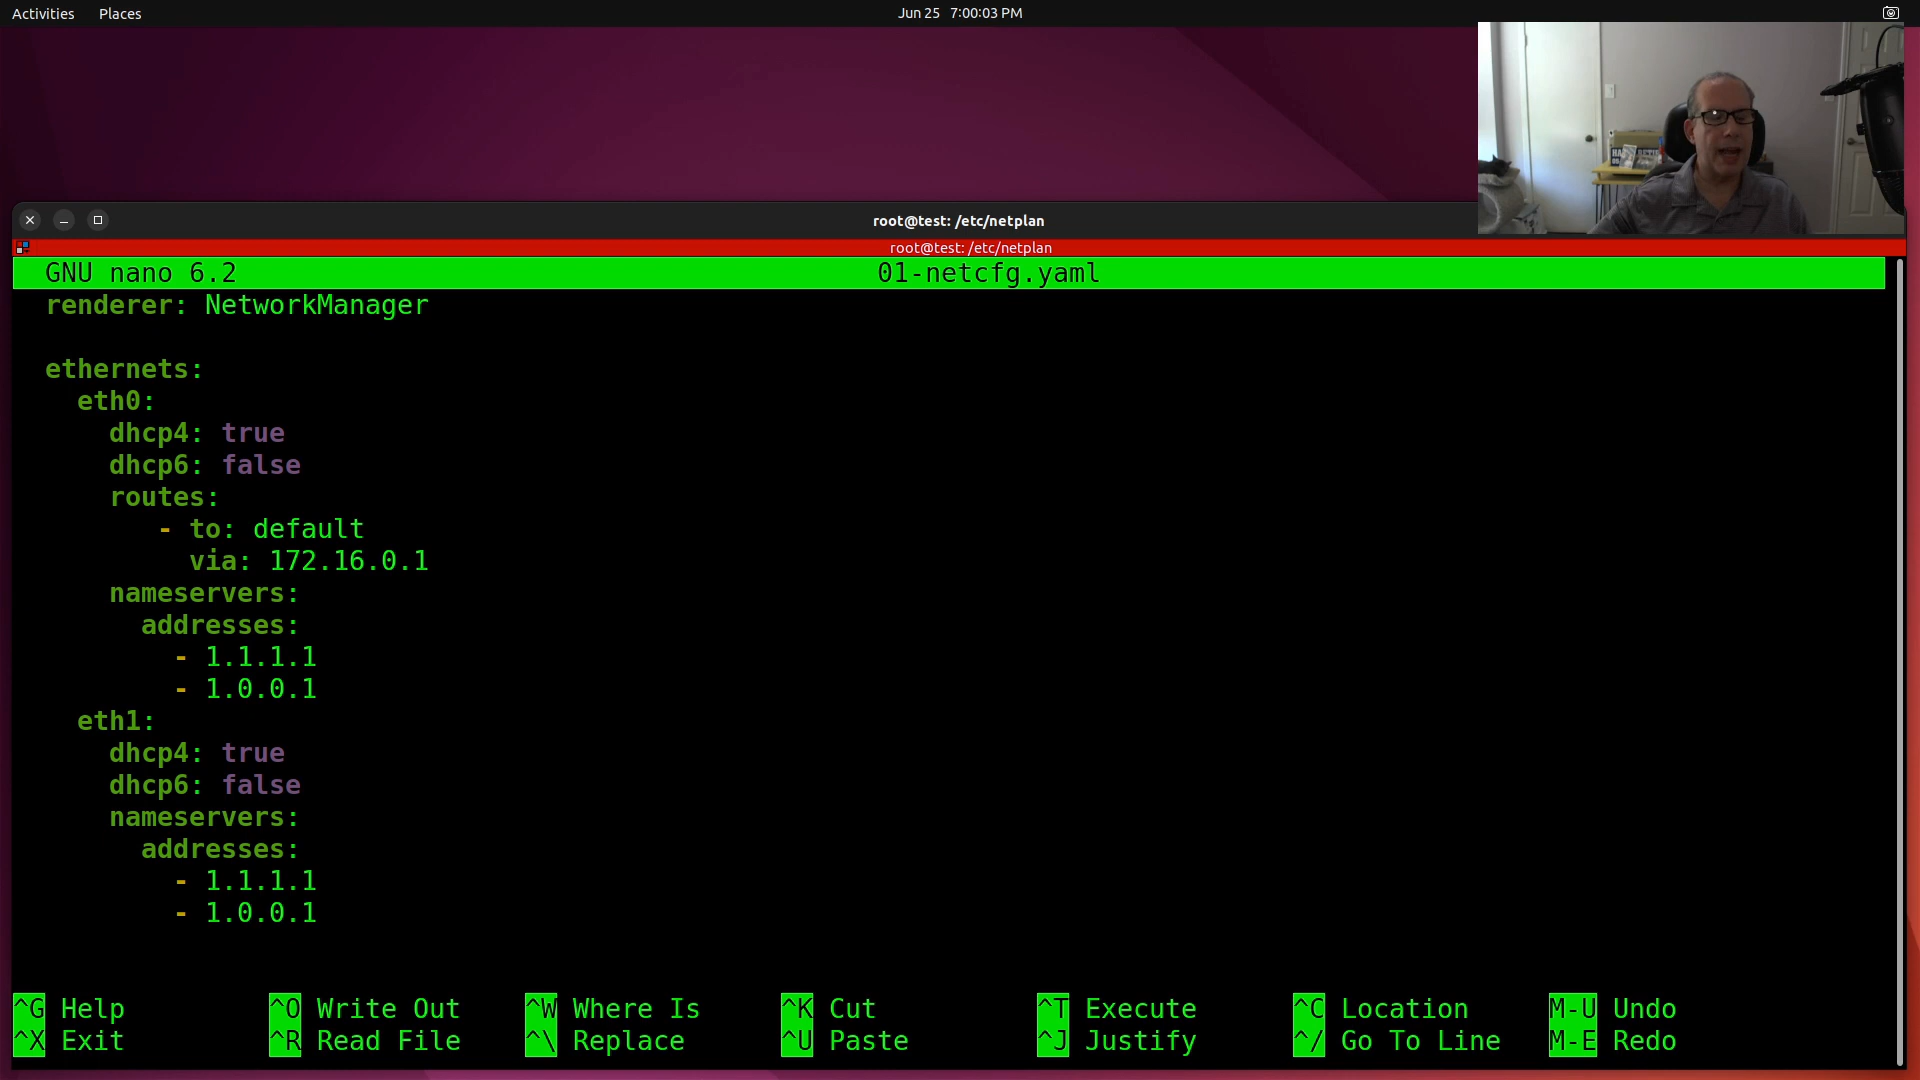 Activities Places Jun 25 7:00:03 PM
root@test: /etc/netplan
root@test: /etc/netplan
GNU nano 6.2 01-netcfg.yaml
renderer: NetworkManager
ethernets:
eth0:
dhcp4: true
dhcp6: false
routes:
- to: default
via: 172.16.0.1
nameservers:
addresses:
- 1.1.1.1
- 1.0.0.1
eth1:
dhcp4: true
dhcp6: false
nameservers:
addresses:
- 1.1.1.1
- 1.0.0.1
^G Help ^O Write Out ^W Where Is ^K Cut ^T Execute ^C Location M-U Undo
^X Exit ^R Read File ^\ Replace ^U Paste ^J Justify ^/ Go To Line M-E Redo